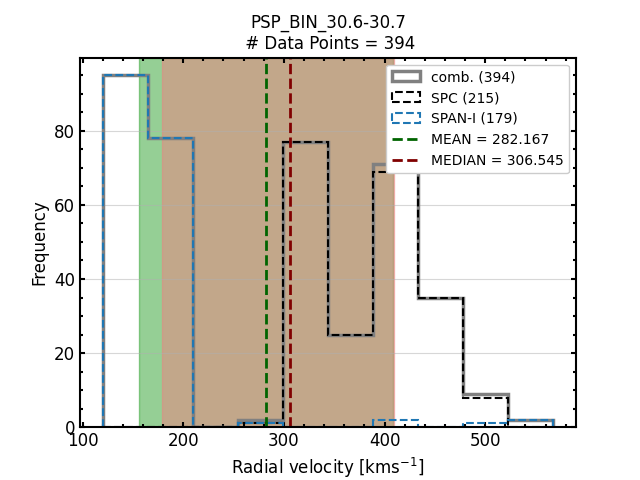 PSP_BIN_30.6-30.7
# Data Points = 394
comb. (394)
SPC (215)
SPAN-I (179)
MEAN = 282.167
MEDIAN = 306.545
Frequency
80
60
40
20
0
100 200 300 400 500
Radial velocity [kms⁻¹]